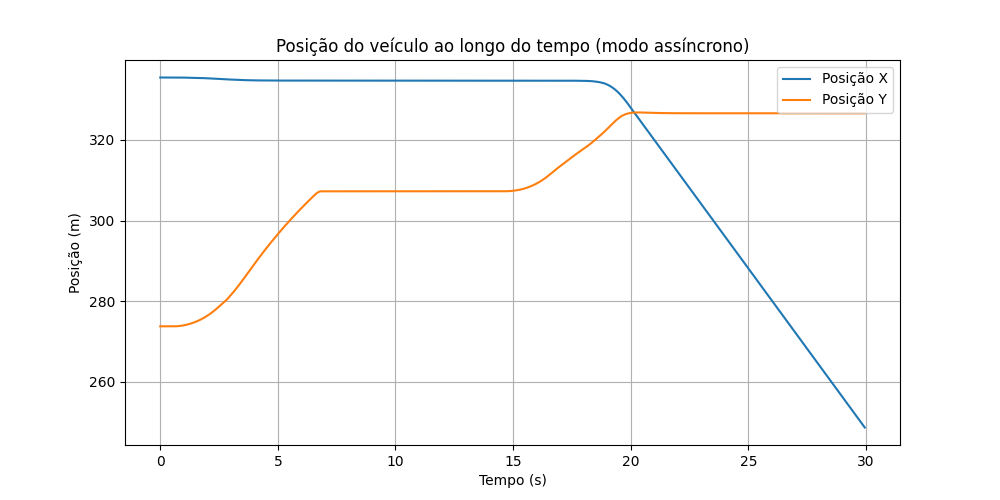 Posição do veículo ao longo do tempo (modo assíncrono)
Posição X
Posição Y
Posição (m)
320
300
280
260
0 5 10 15 20 25 30
Tempo (s)